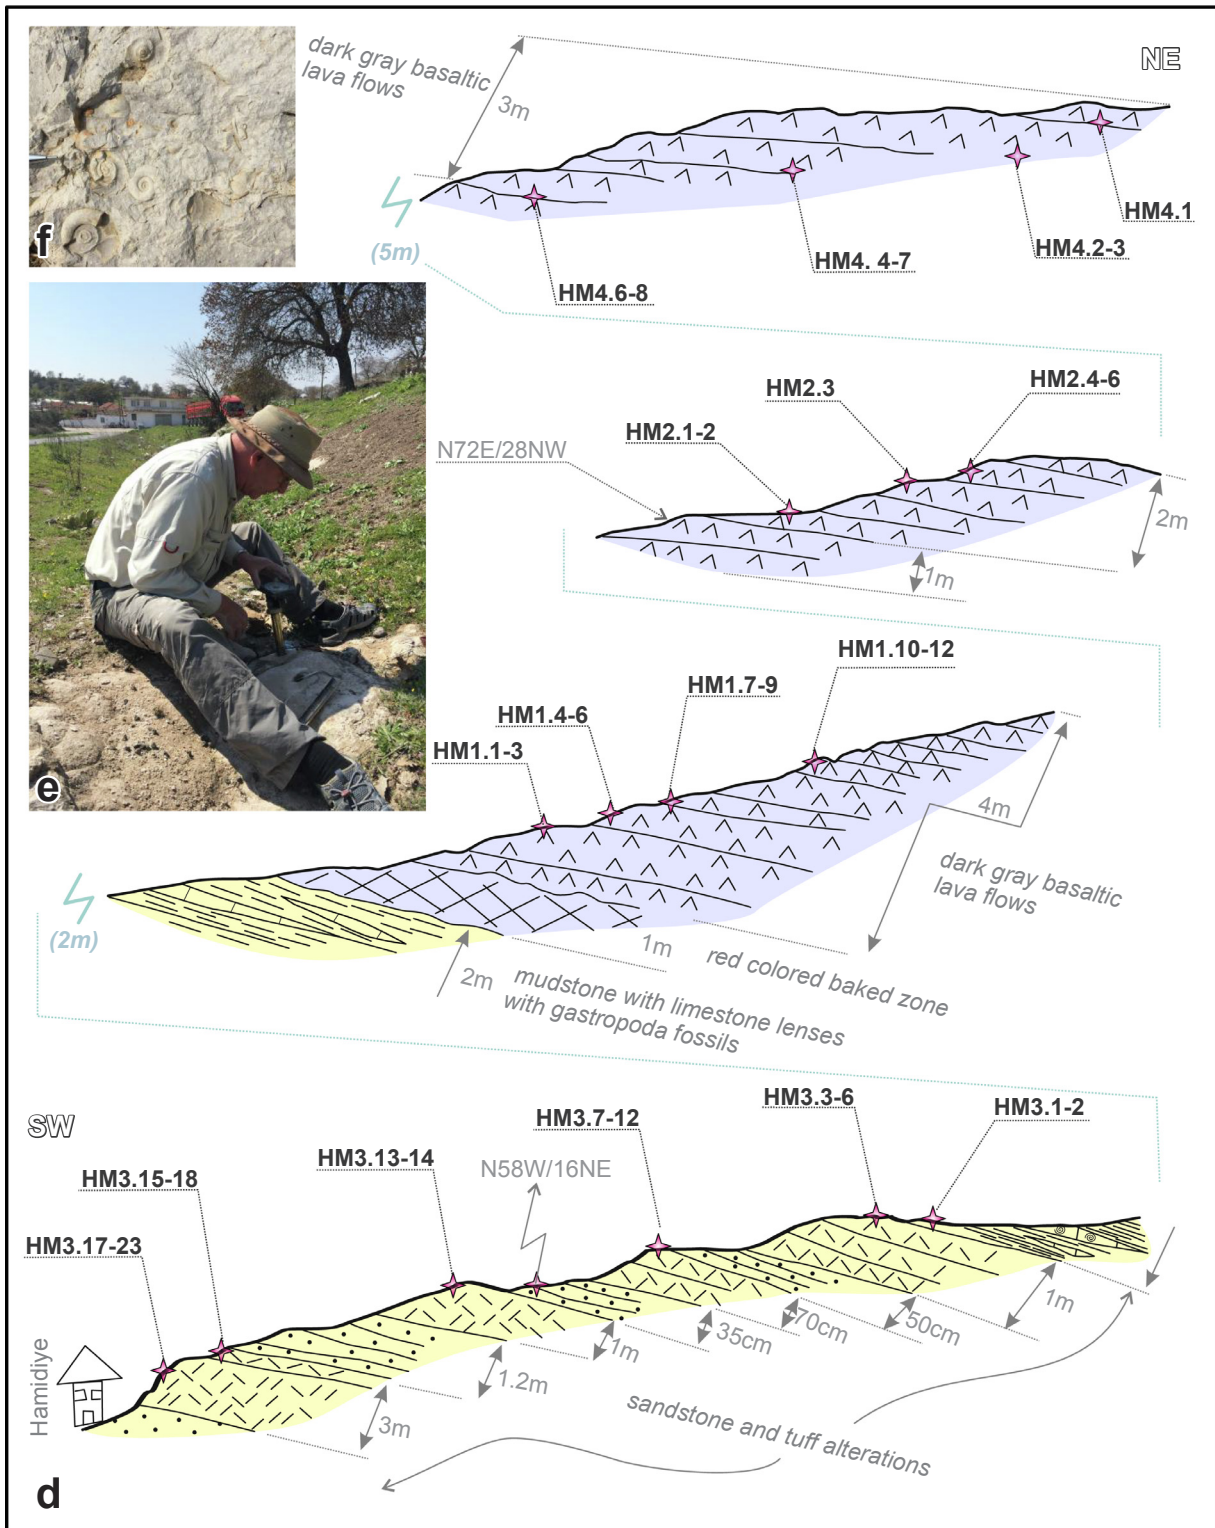 f
dark gray basaltic
lava flows
3m
NE
(5m)
HM4.1
HM4.2-3
HM4. 4-7
HM4.6-8
e
HM2.4-6
HM2.3
HM2.1-2
N72E/28NW
2m
1m
HM1.10-12
HM1.7-9
HM1.4-6
HM1.1-3
4m
dark gray basaltic
lava flows
(2m)
1m
red colored baked zone
2m
mudstone with limestone lenses
with gastropoda fossils
SW
HM3.3-6
HM3.1-2
HM3.7-12
HM3.13-14
N58W/16NE
HM3.15-18
HM3.17-23
1m
50cm
70cm
35cm
1m
1.2m
3m
Hamidiye
sandstone and tuff alterations
d